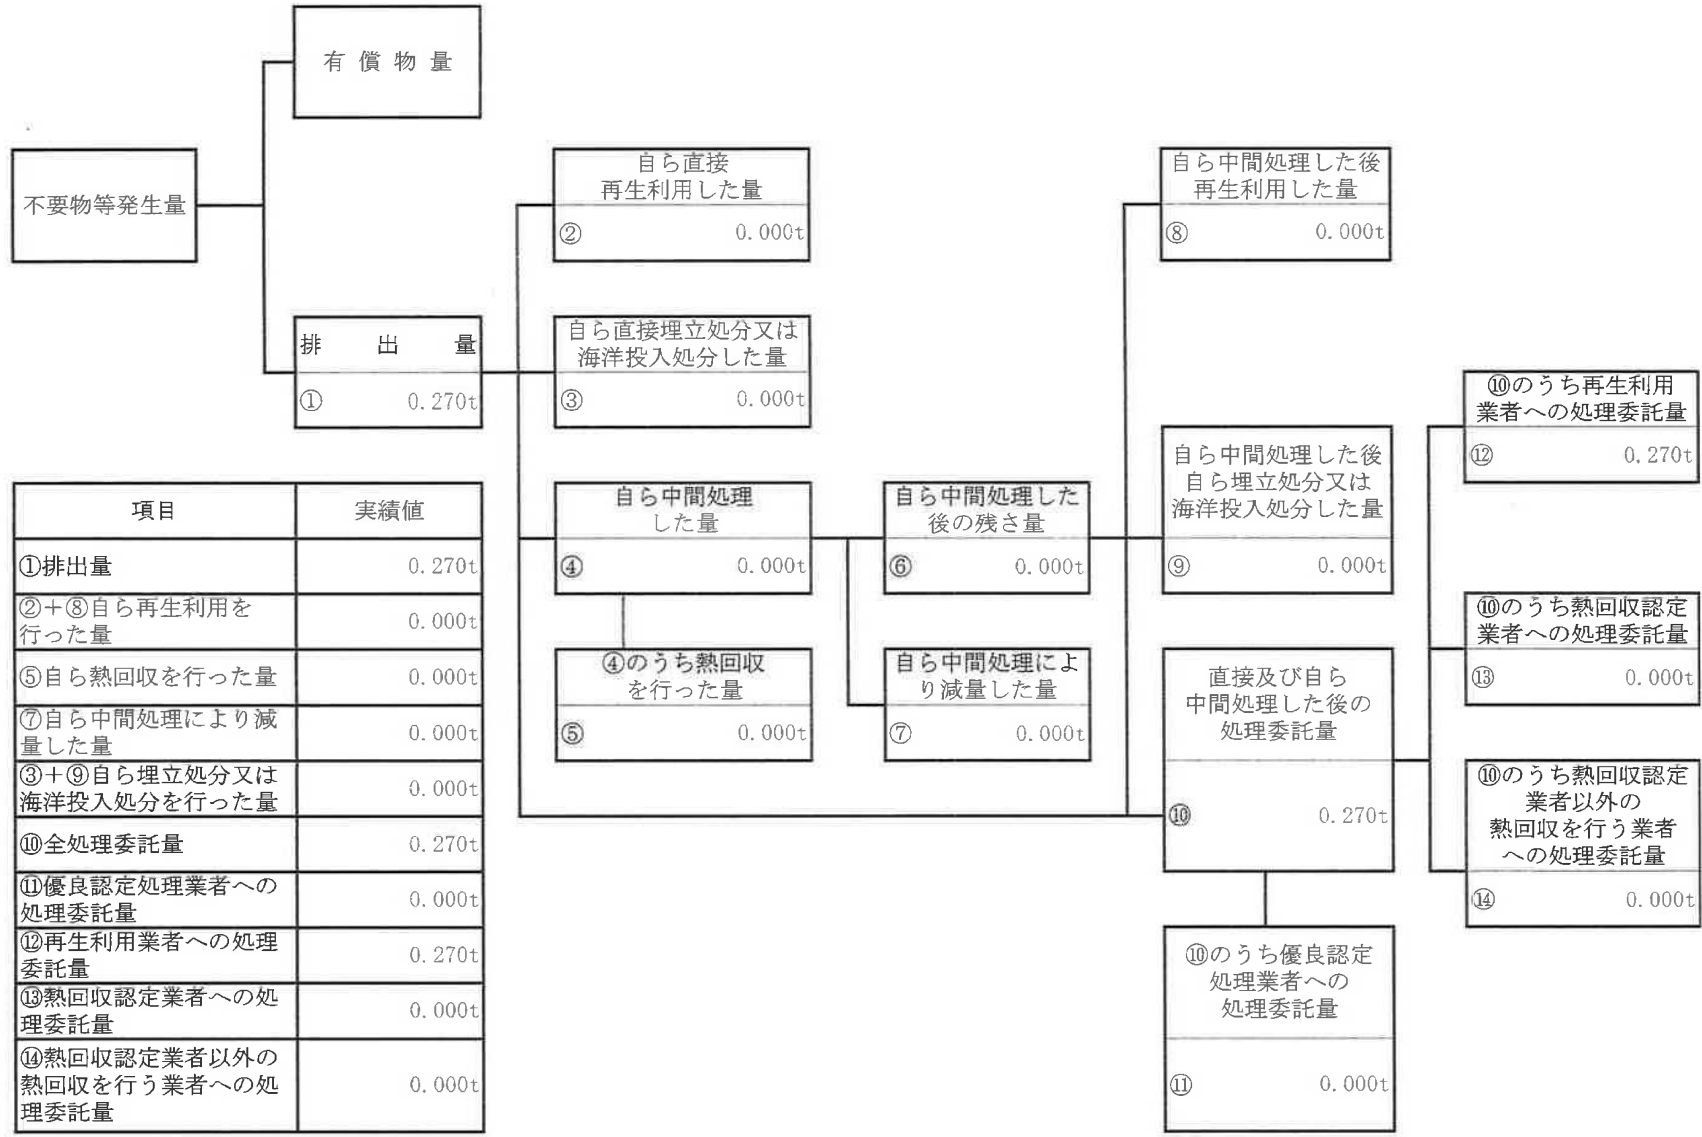 有償物量
不要物等発生量
排出量
① 0.270t
自ら直接
再生利用した量
② 0.000t
自ら直接埋立処分又は
海洋投入処分した量
③ 0.000t
自ら中間処理
した量
④ 0.000t
④のうち熱回収
を行った量
⑤ 0.000t
自ら中間処理した
後の残さ量
⑥ 0.000t
自ら中間処理によ
り減量した量
⑦ 0.000t
自ら中間処理した後
再生利用した量
⑧ 0.000t
自ら中間処理した後
自ら埋立処分又は
海洋投入処分した量
⑨ 0.000t
直接及び自ら
中間処理した後の
処理委託量
⑩ 0.270t
⑩のうち優良認定
処理業者への
処理委託量
⑪ 0.000t
⑩のうち再生利用
業者への処理委託量
⑫ 0.270t
⑩のうち熱回収認定
業者への処理委託量
⑬ 0.000t
⑩のうち熱回収認定
業者以外の
熱回収を行う業者
への処理委託量
⑭ 0.000t
項目 実績値
①排出量 0.270t
②＋⑧自ら再生利用を
行った量 0.000t
⑤自ら熱回収を行った量 0.000t
⑦自ら中間処理により減
量した量 0.000t
③＋⑨自ら埋立処分又は
海洋投入処分を行った量 0.000t
⑩全処理委託量 0.270t
⑪優良認定処理業者への
処理委託量 0.000t
⑫再生利用業者への処理
委託量 0.270t
⑬熱回収認定業者への処
理委託量 0.000t
⑭熱回収認定業者以外の
熱回収を行う業者への処
理委託量 0.000t